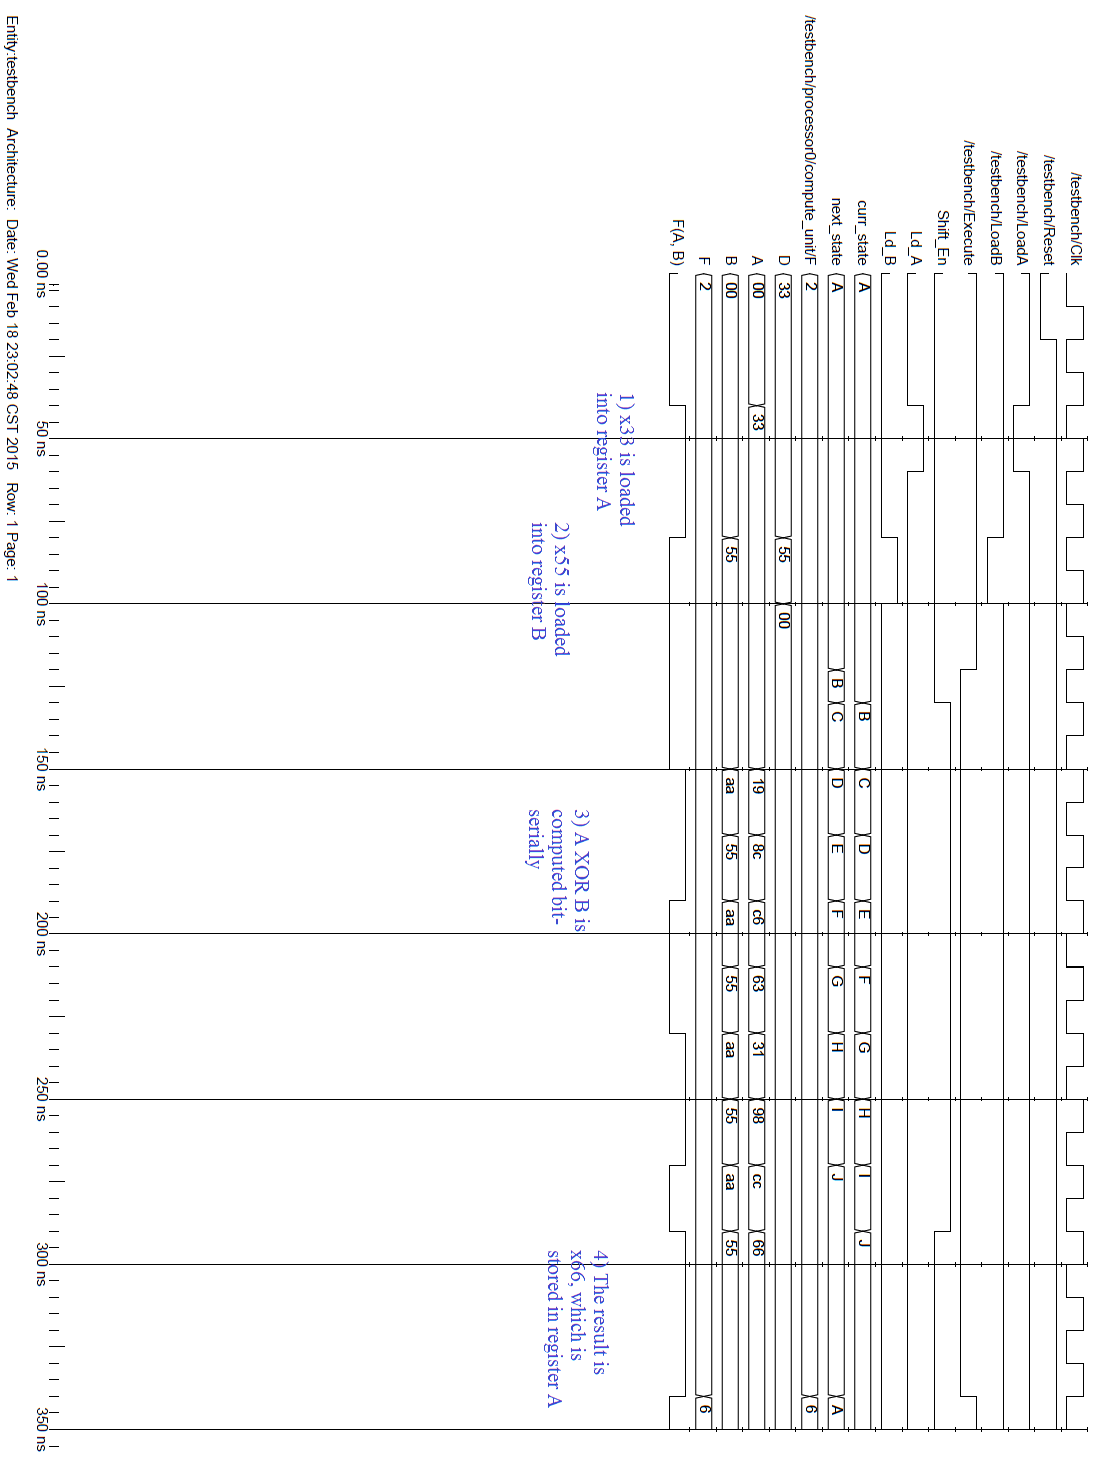 /testbench/Clk
/testbench/Reset
/testbench/LoadA
/testbench/LoadB
/testbench/Execute
Shift_En
Ld_A
Ld_B
curr_state A B C D E F G H I J
next_state A B C D E F G H I J A
/testbench/processor0/compute_unit/F 2 6
D 33 55 00
A 00 33 19 8c c6 63 31 98 cc 66
B 00 55 aa 55 aa 55 aa 55 aa 55
F 2 6
F(A, B)
1) x33 is loaded
into register A
2) x55 is loaded
into register B
3) A XOR B is
computed bit-
serially
4) The result is
x66, which is
stored in register A
0.00 ns 50 ns 100 ns 150 ns 200 ns 250 ns 300 ns 350 ns
Entity:testbench Architecture: Date: Wed Feb 18 23:02:48 CST 2015 Row: 1 Page: 1